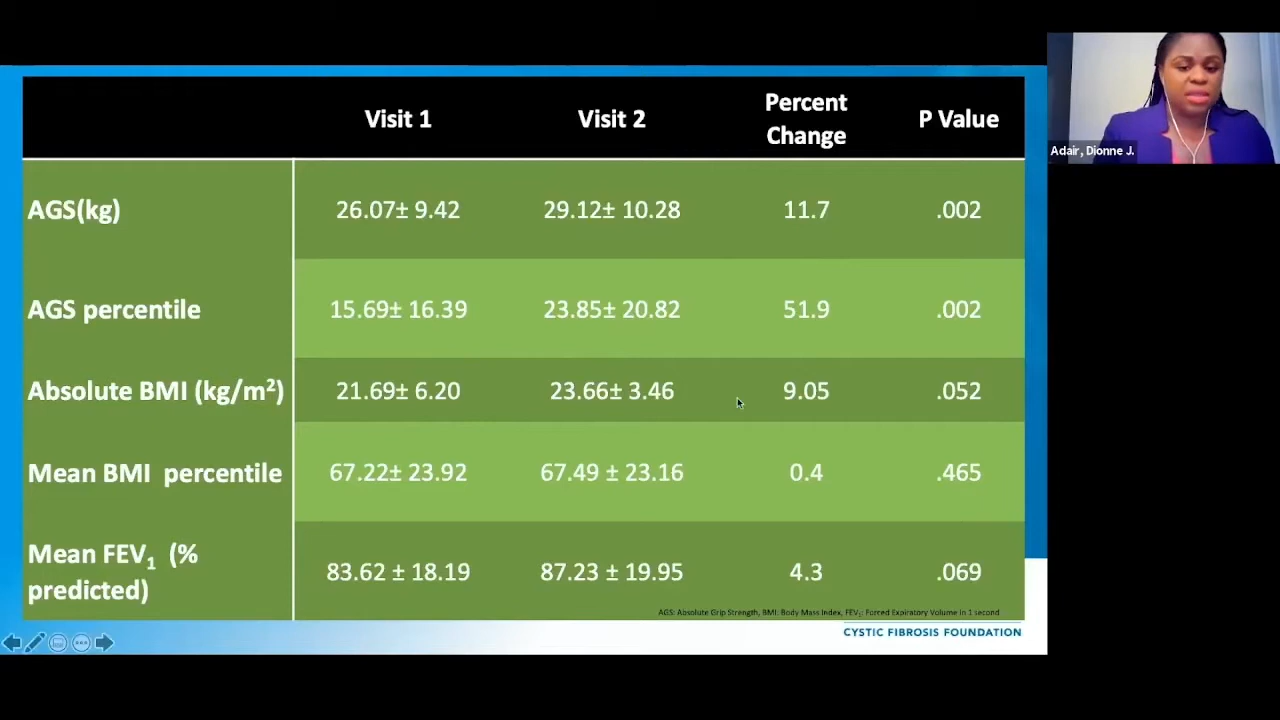 Visit 1 Visit 2 Percent Change P Value
AGS(kg) 26.07± 9.42 29.12± 10.28 11.7 .002
AGS percentile 15.69± 16.39 23.85± 20.82 51.9 .002
Absolute BMI (kg/m²) 21.69± 6.20 23.66± 3.46 9.05 .052
Mean BMI percentile 67.22± 23.92 67.49 ± 23.16 0.4 .465
Mean FEV₁ (% predicted) 83.62 ± 18.19 87.23 ± 19.95 4.3 .069
AGS: Absolute Grip Strength, BMI: Body Mass Index, FEV₁: Forced Expiratory Volume in 1 second
CYSTIC FIBROSIS FOUNDATION
Adair, Dionne J.